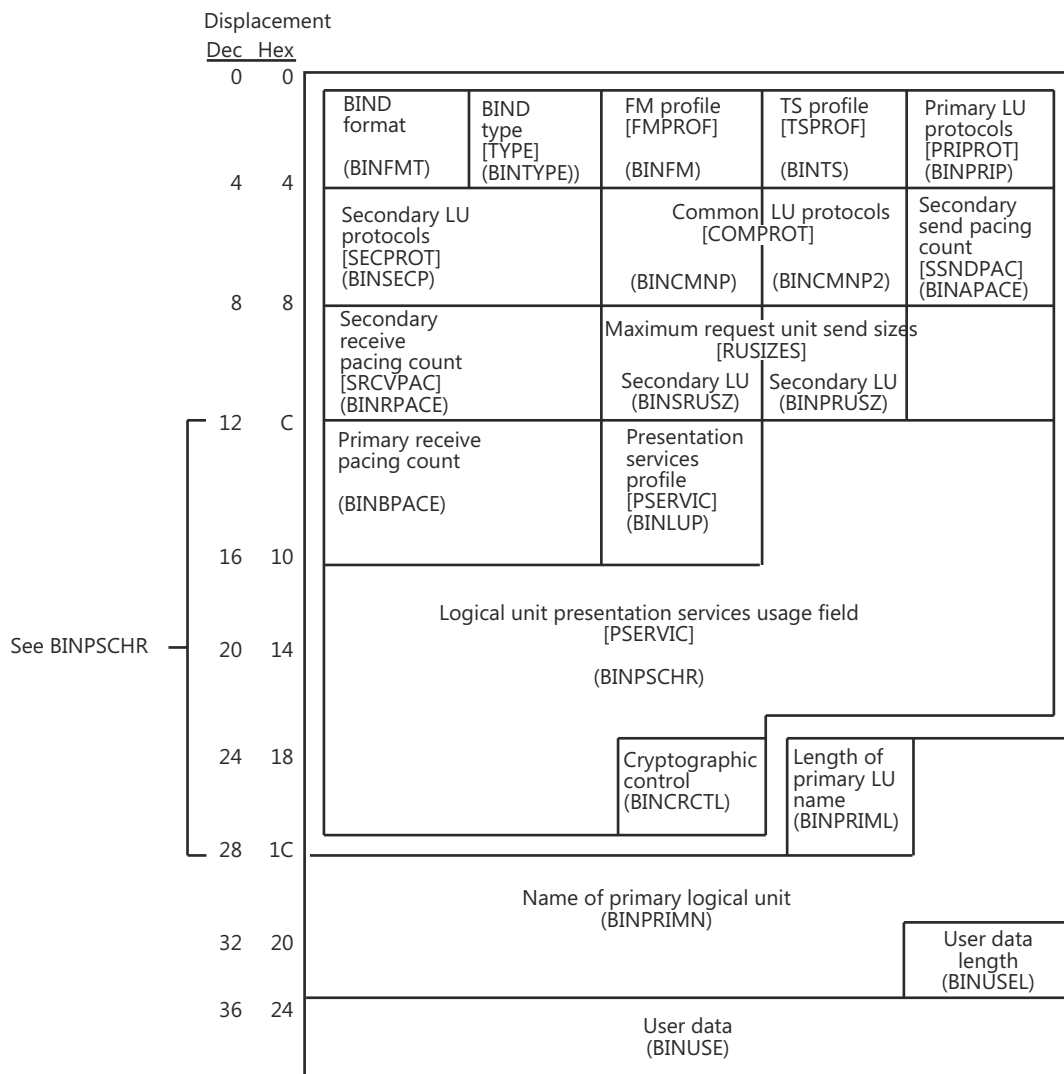 Displacement
Dec Hex
0 0
BIND
format
(BINFMT)
BIND
type
[TYPE]
(BINTYPE))
FM profile
[FMPROF]
(BINFM)
TS profile
[TSPROF]
(BINTS)
Primary LU
protocols
[PRIPROT]
(BINPRIP)
4 4
Secondary LU
protocols
[SECPROT]
(BINSECP)
Common LU protocols
[COMPROT]
(BINCMNP)
(BINCMNP2)
Secondary
send pacing
count
[SSNDPAC]
(BINAPACE)
8 8
Secondary
receive
pacing count
[SRCVPAC]
(BINRPACE)
Maximum request unit send sizes
[RUSIZES]
Secondary LU
(BINSRUSZ)
Secondary LU
(BINPRUSZ)
12 C
Primary receive
pacing count
(BINBPACE)
Presentation
services
profile
[PSERVIC]
(BINLUP)
16 10
Logical unit presentation services usage field
[PSERVIC]
(BINPSCHR)
See BINPSCHR
20 14
24 18
Cryptographic
control
(BINCRCTL)
Length of
primary LU
name
(BINPRIML)
28 1C
Name of primary logical unit
(BINPRIMN)
32 20
User data
length
(BINUSEL)
36 24
User data
(BINUSE)